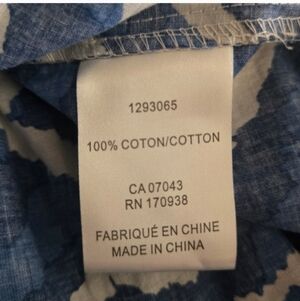 1293065
100% COTON/COTTON
CA 07043
RN 170938
FABRIQUÉ EN CHINE
MADE IN CHINA